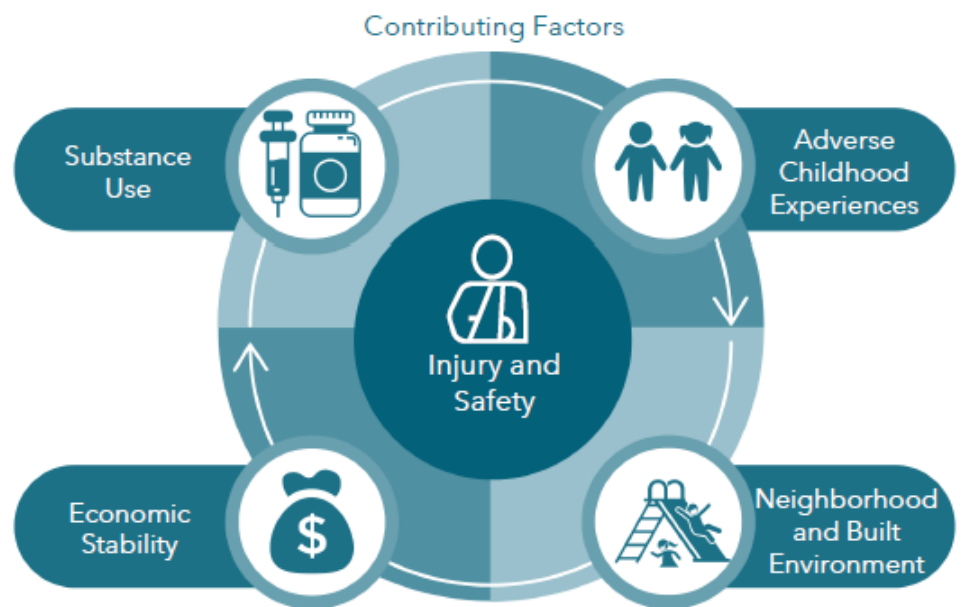 Contributing Factors
Substance
Use
Adverse
Childhood
Experiences
Injury and
Safety
Economic
Stability
$
Neighborhood
and Built
Environment